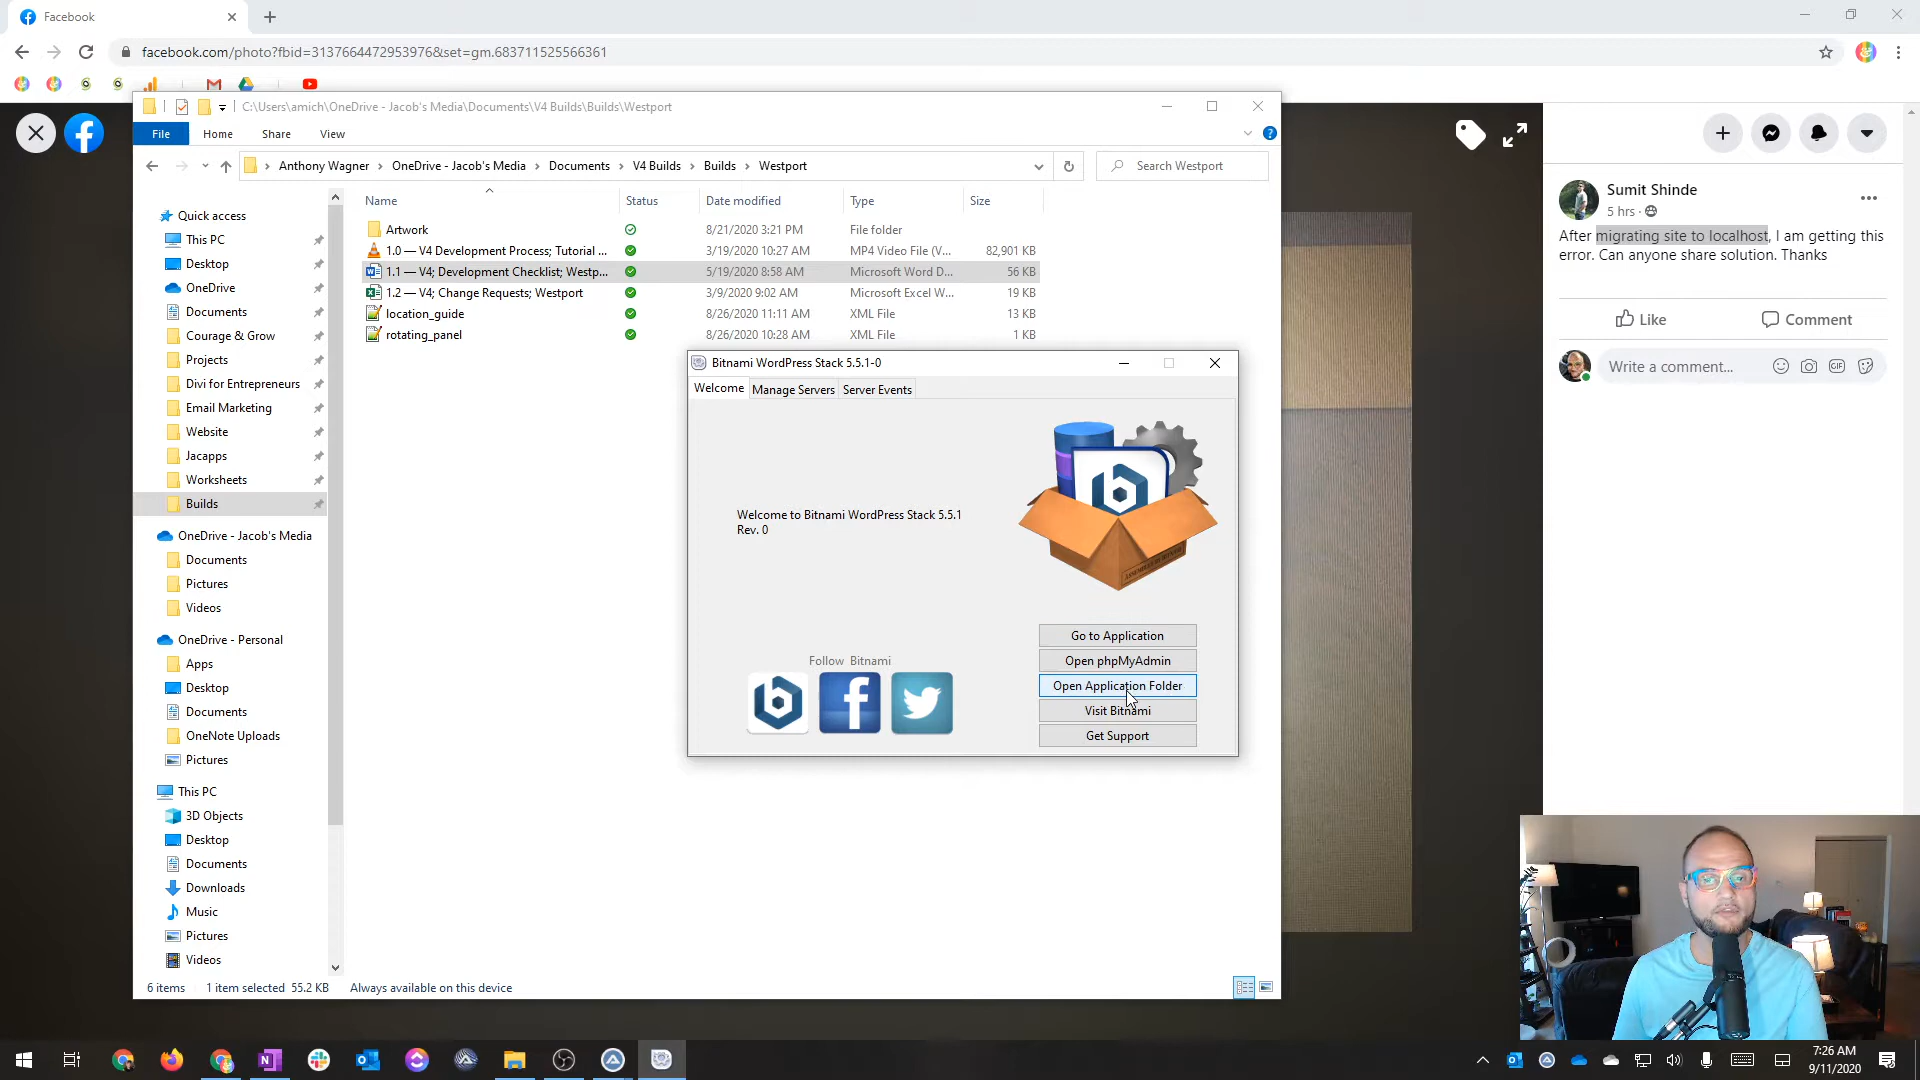 Facebook
facebook.com/photo?fbid=3137664472953976&set=gm.683711525566361
C:\Users\amich\OneDrive - Jacob's Media\Documents\V4 Builds\Builds\Westport
File
Home
Share
View
Anthony Wagner
OneDrive - Jacob's Media
Documents
V4 Builds
Builds
Westport
Search Westport
Name
Status
Date modified
Type
Size
Artwork
8/21/2020 3:21 PM
File folder
1.0 — V4 Development Process; Tutorial ...
3/19/2020 10:27 AM
MP4 Video File (V...
82,901 KB
1.1 — V4; Development Checklist; Westp...
5/19/2020 8:58 AM
Microsoft Word D...
56 KB
1.2 — V4; Change Requests; Westport
3/9/2020 9:02 AM
Microsoft Excel W...
19 KB
location_guide
8/26/2020 11:11 AM
XML File
13 KB
rotating_panel
8/26/2020 10:28 AM
XML File
1 KB
Quick access
This PC
Desktop
OneDrive
Documents
Courage & Grow
Projects
Divi for Entrepreneurs
Email Marketing
Website
Jacapps
Worksheets
Builds
OneDrive - Jacob's Media
Documents
Pictures
Videos
OneDrive - Personal
Apps
Desktop
Documents
OneNote Uploads
Pictures
This PC
3D Objects
Desktop
Documents
Downloads
Music
Pictures
Videos
6 items
1 item selected 55.2 KB
Always available on this device
Bitnami WordPress Stack 5.5.1-0
Welcome
Manage Servers
Server Events
Welcome to Bitnami WordPress Stack 5.5.1
Rev. 0
Follow Bitnami
Go to Application
Open phpMyAdmin
Open Application Folder
Visit Bitnami
Get Support
Sumit Shinde
5 hrs ·
After migrating site to localhost, I am getting this
error. Can anyone share solution. Thanks
Like
Comment
Write a comment...
GIF
7:26 AM
9/11/2020